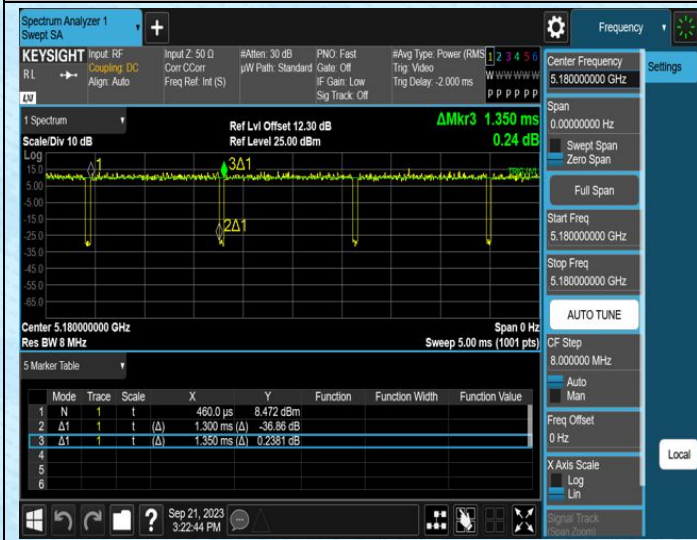 Spectrum Analyzer 1
Swept SA
Frequency
KEYSIGHT
RL
LXI
Input: RF
Coupling: DC
Align: Auto
Input Z: 50 Ω
Corr CCorr
Freq Ref: Int (S)
#Atten: 30 dB
µW Path: Standard
PNO: Fast
Gate: Off
IF Gain: Low
Sig Track: Off
#Avg Type: Power (RMS
Trig: Video
Trig Delay: -2.000 ms
1 2 3 4 5 6
W W W W W W
P P P P P P
1 Spectrum
Scale/Div 10 dB
Log
Ref Lvl Offset 12.30 dB
Ref Level 25.00 dBm
ΔMkr3 1.350 ms
0.24 dB
15.0
5.00
-5.00
-15.0
-25.0
-35.0
-45.0
-55.0
-65.0
1
3Δ1
2Δ1
Center 5.180000000 GHz
Res BW 8 MHz
Span 0 Hz
Sweep 5.00 ms (1001 pts)
5 Marker Table
Mode Trace Scale X Y Function Function Width Function Value
1 N 1 t 460.0 µs 8.472 dBm
2 Δ1 1 t (Δ) 1.300 ms (Δ) -36.86 dB
3 Δ1 1 t (Δ) 1.350 ms (Δ) 0.2381 dB
4
5
6
Sep 21, 2023
3:22:44 PM
Center Frequency
5.180000000 GHz
Settings
Span
0.00000000 Hz
Swept Span
Zero Span
Full Span
Start Freq
5.180000000 GHz
Stop Freq
5.180000000 GHz
AUTO TUNE
CF Step
8.000000 MHz
Auto
Man
Freq Offset
0 Hz
X Axis Scale
Log
Lin
Local
Signal Track
(Span Zoom)